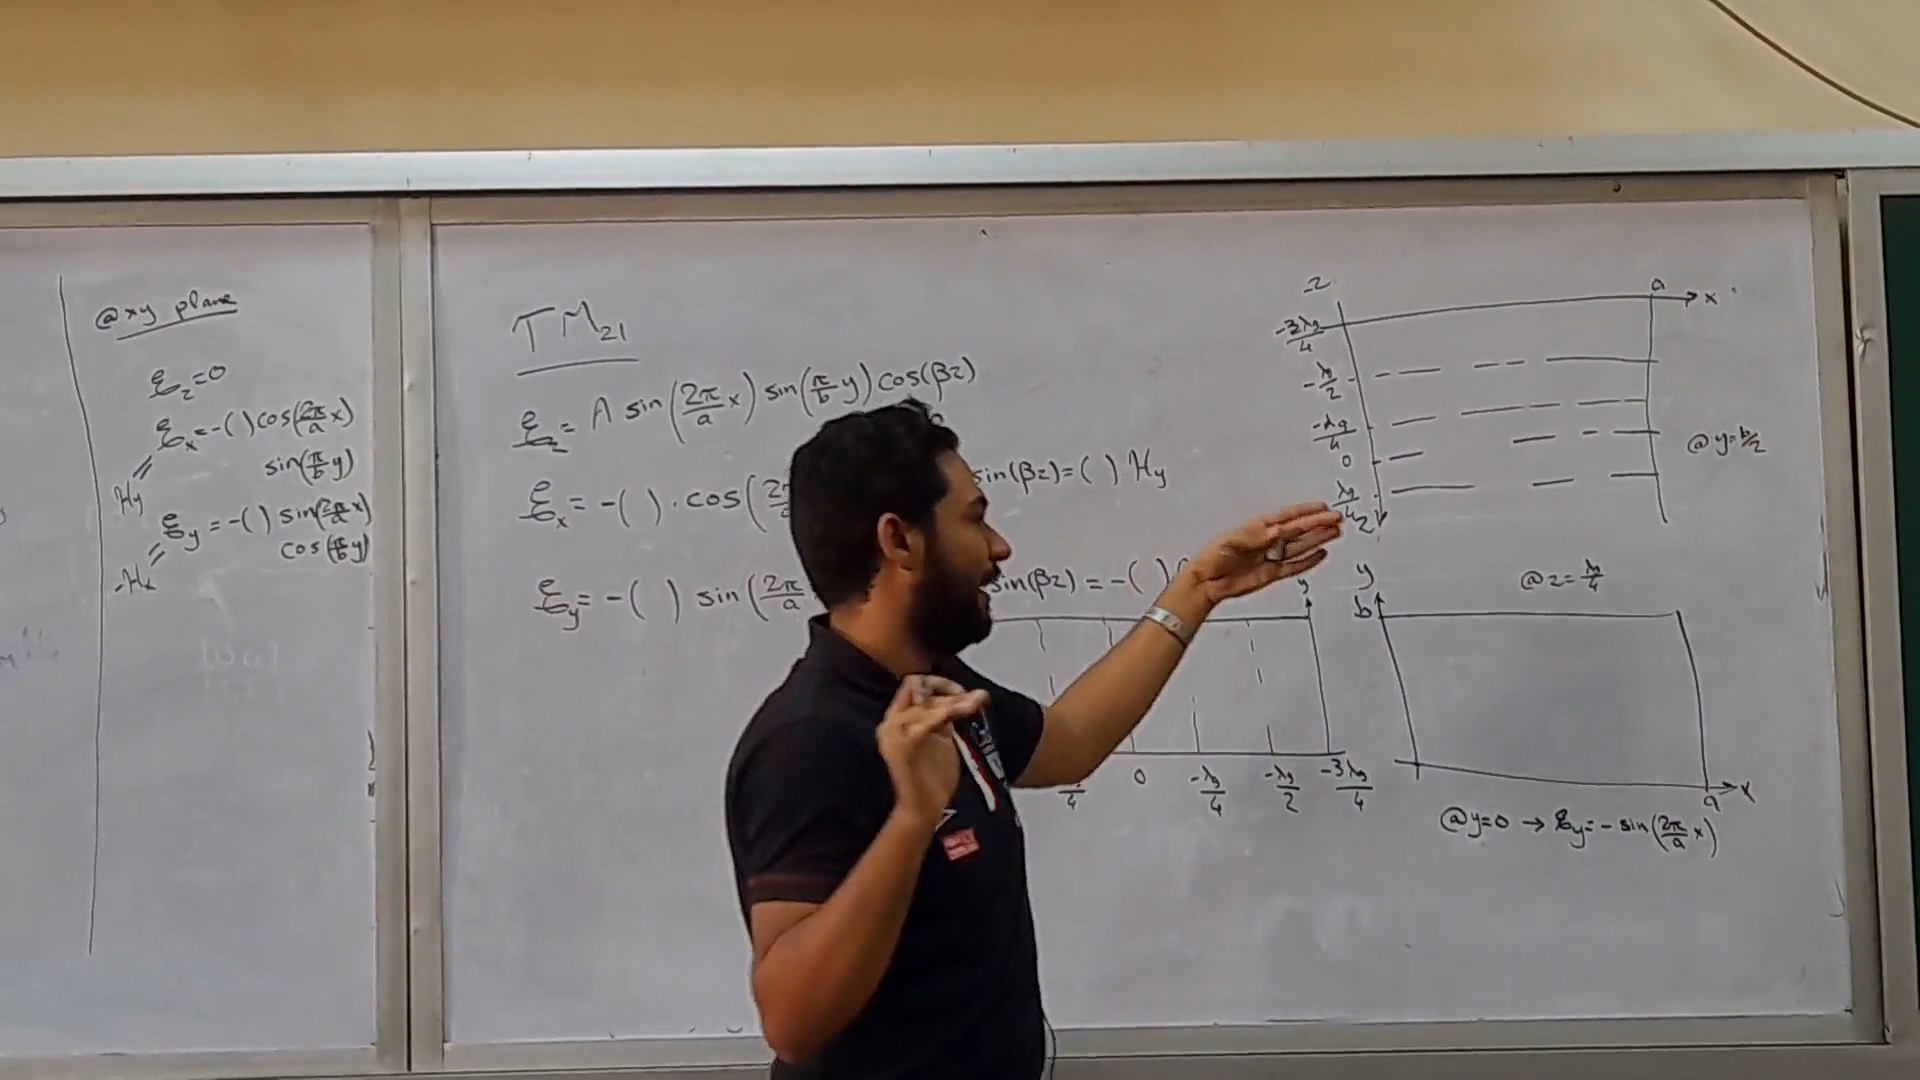 @xy plane
ℰz=0
ℰx=-( )cos(2π/a x)
sin(π/b y)
Hy
ℰy=-( ) sin(2π/a x)
cos(π/b y)
-Hx
TM21
ℰz= A sin(2π/a x) sin(π/b y) cos(βz)
ℰx = -( ) . cos(2π
sin(βz)=( ) Hy
ℰy= -( ) sin(2π/a
sin(βz) = -( )
y
4
0
-λg/4
-λg/2
-3λg/4
a
x
-3λg/4
-λg/2
-λg/4
0
λg/4
z
@y=b/2
y
b
@z=λg/4
a
x
@y=0 → ℰy=-sin(2π/a x)